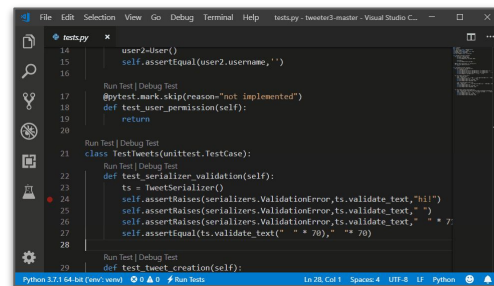 File Edit Selection View Go Debug Terminal Help tests.py - tweeter3-master - Visual Studio C...
tests.py ×
14 user2=User()
15 self.assertEqual(user2.username,'')
16
Run Test | Debug Test
17 @pytest.mark.skip(reason="not implemented")
18 def test_user_permission(self):
19 return
20
Run Test | Debug Test
21 class TestTweets(unittest.TestCase):
Run Test | Debug Test
22 def test_serializer_validation(self):
23 ts = TweetSerializer()
24 self.assertRaises(serializers.ValidationError,ts.validate_text,"hi!")
25 self.assertRaises(serializers.ValidationError,ts.validate_text," ")
26 self.assertRaises(serializers.ValidationError,ts.validate_text," " * 7
27 self.assertEqual(ts.validate_text(" " * 70)," "* 70)
28
Run Test | Debug Test
29 def test_tweet_creation(self):
Python 3.7.1 64-bit ('env': venv) 0 0 Run Tests Ln 28, Col 1 Spaces: 4 UTF-8 LF Python